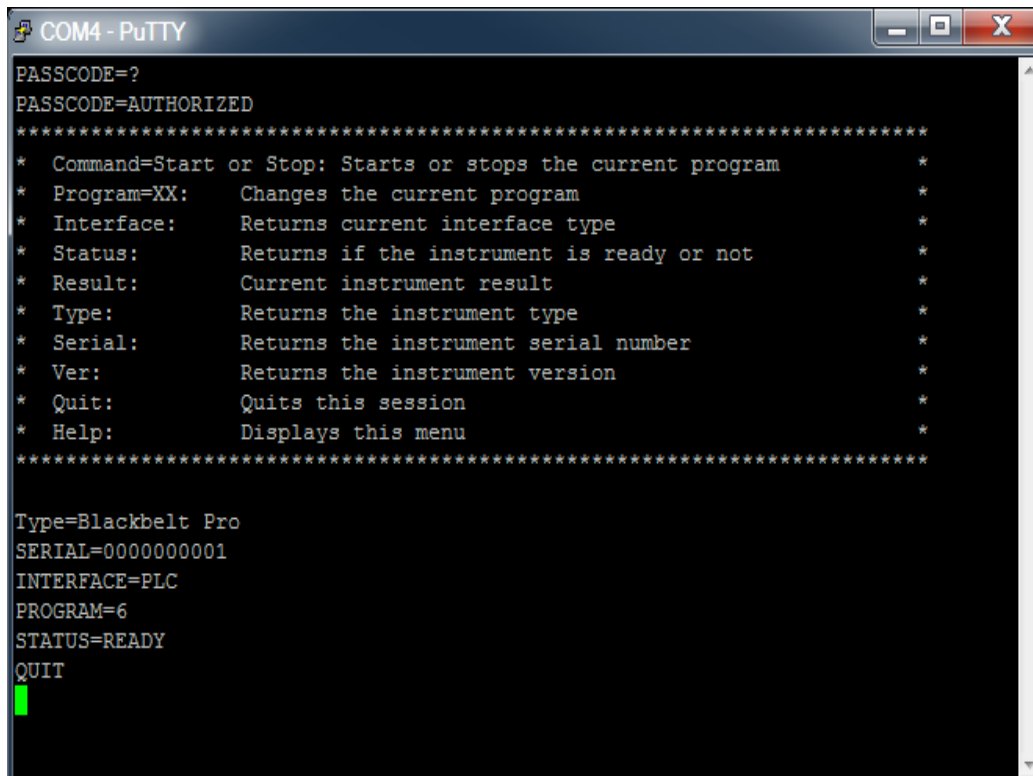 COM4 - PuTTY
PASSCODE=?
PASSCODE=AUTHORIZED
*************************************************************************
*  Command=Start or Stop: Starts or stops the current program           *
*  Program=XX:    Changes the current program                           *
*  Interface:     Returns current interface type                        *
*  Status:        Returns if the instrument is ready or not             *
*  Result:        Current instrument result                             *
*  Type:          Returns the instrument type                           *
*  Serial:        Returns the instrument serial number                  *
*  Ver:           Returns the instrument version                        *
*  Quit:          Quits this session                                    *
*  Help:          Displays this menu                                    *
*************************************************************************
Type=Blackbelt Pro
SERIAL=0000000001
INTERFACE=PLC
PROGRAM=6
STATUS=READY
QUIT